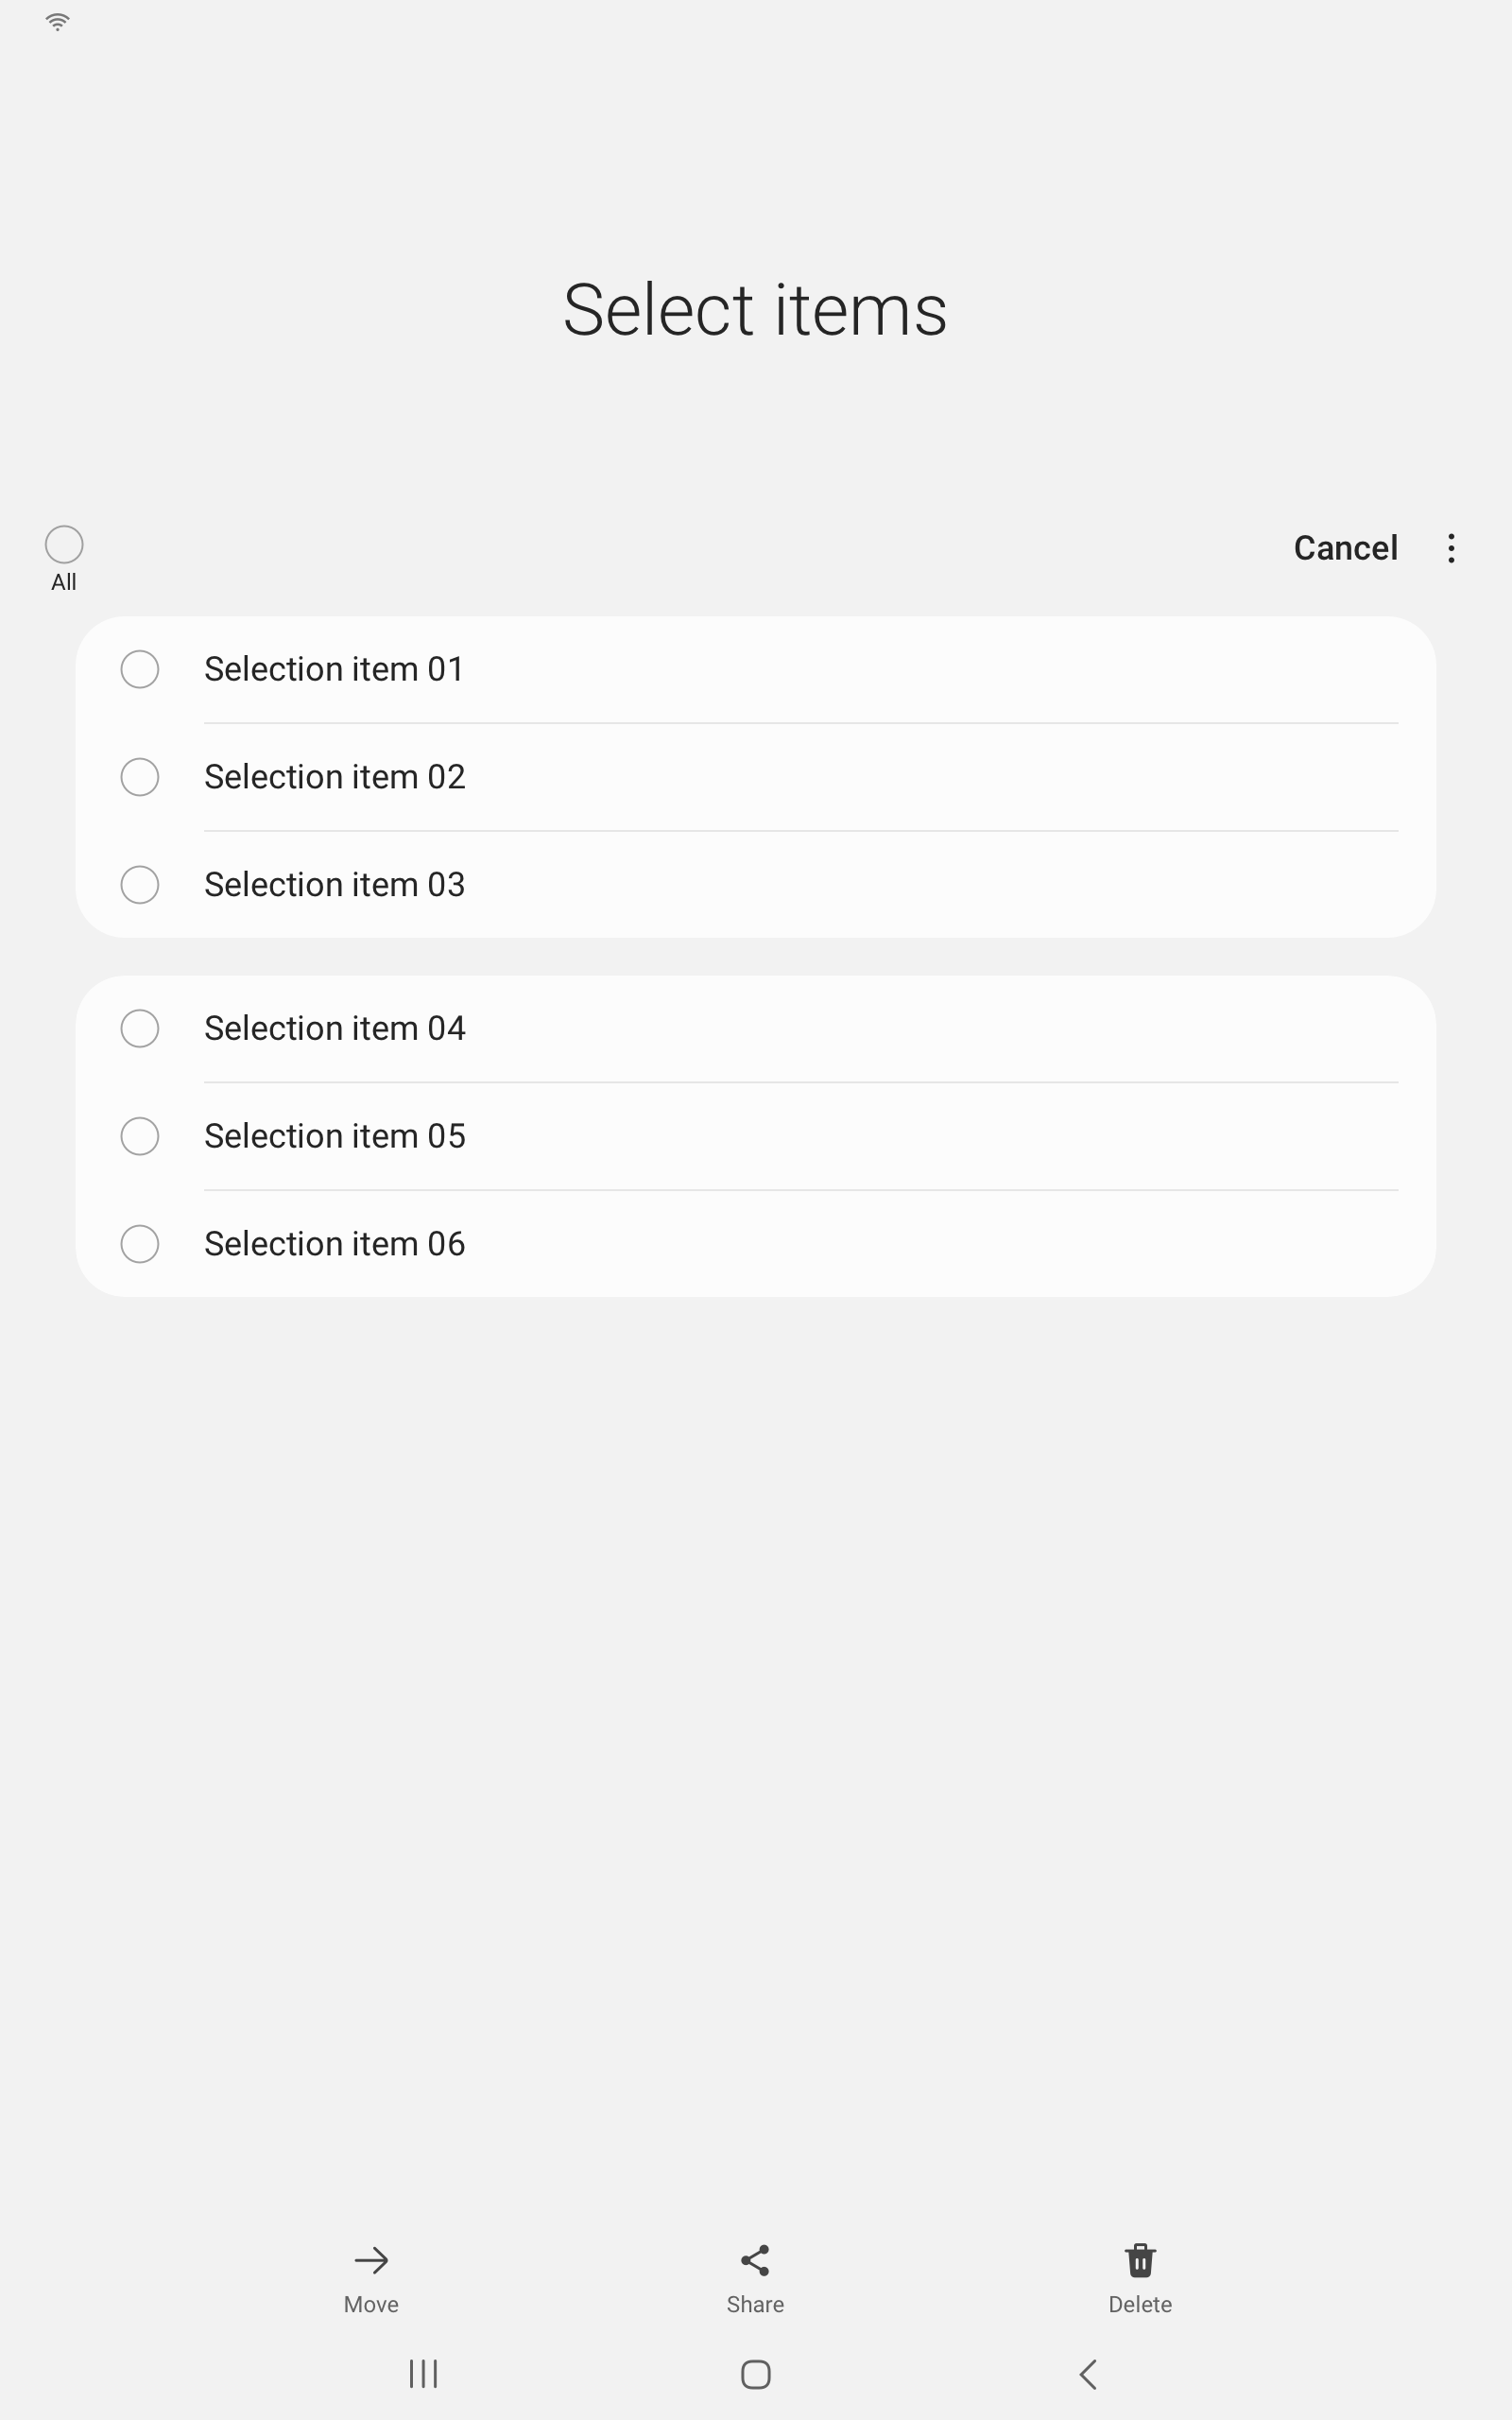 Select items
All
Cancel
Selection item 01
Selection item 02
Selection item 03
Selection item 04
Selection item 05
Selection item 06
Move
Share
Delete